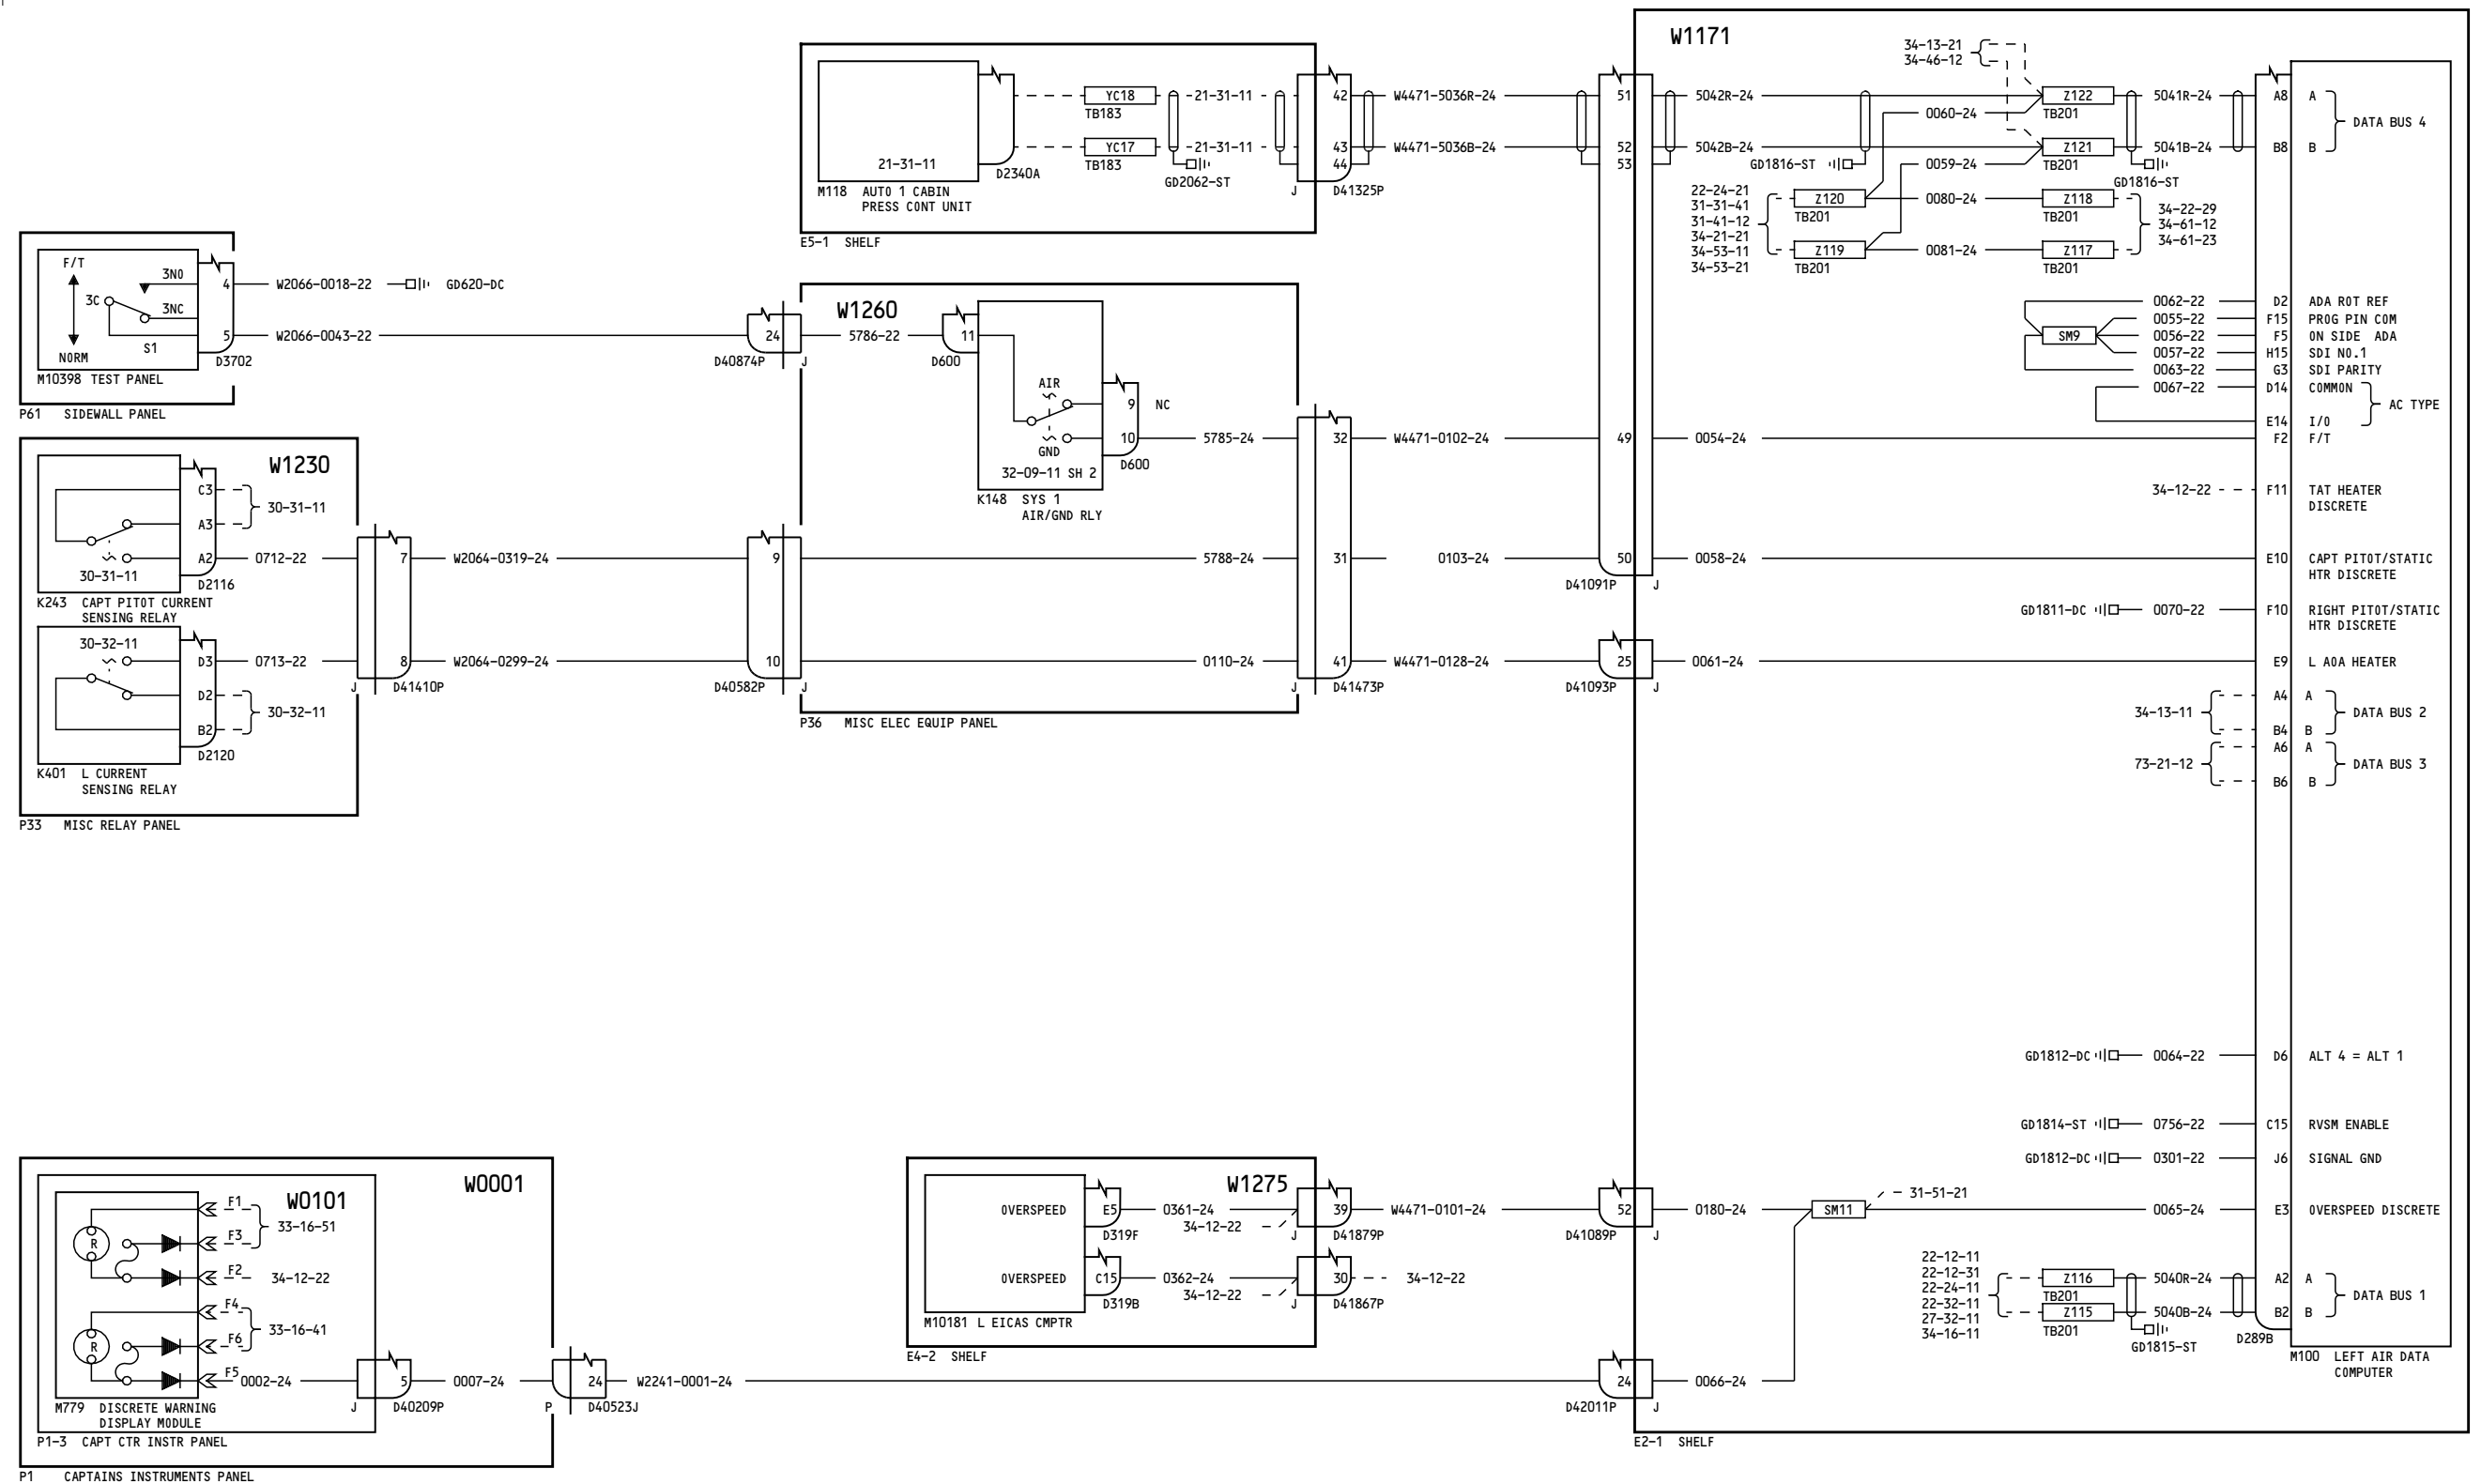 W1171
34-13-21
34-46-12
YC18
TB183
21-31-11
42
W4471-5036R-24
51
5042R-24
0060-24
Z122
TB201
5041R-24
A8 A
DATA BUS 4
YC17
TB183
21-31-11
43
44
W4471-5036B-24
52
53
5042B-24
GD1816-ST
0059-24
Z121
TB201
5041B-24
GD1816-ST
B8 B
21-31-11
D2340A
GD2062-ST
J
D41325P
M118 AUTO 1 CABIN
PRESS CONT UNIT
E5-1 SHELF
22-24-21
31-31-41
31-41-12
34-21-21
34-53-11
34-53-21
Z120
TB201
0080-24
Z118
TB201
Z119
TB201
0081-24
Z117
TB201
34-22-29
34-61-12
34-61-23
F/T
3NO
3C
3NC
S1
NORM
4
5
D3702
W2066-0018-22
GD620-DC
W2066-0043-22
M10398 TEST PANEL
P61 SIDEWALL PANEL
24
D40874P
J
W1260
5786-22
11
D600
AIR
GND
9
NC
10
D600
32-09-11 SH 2
K148 SYS 1
AIR/GND RLY
5785-24
32
W4471-0102-24
49
0054-24
0062-22
D2 ADA ROT REF
0055-22
F15 PROG PIN COM
SM9
0056-22
F5 ON SIDE ADA
0057-22
H15 SDI NO.1
0063-22
G3 SDI PARITY
0067-22
D14 COMMON
AC TYPE
E14 I/O
F2 F/T
34-12-22
F11 TAT HEATER
DISCRETE
W1230
C3
A3
30-31-11
A2
0712-22
7
W2064-0319-24
9
5788-24
31
0103-24
50
0058-24
E10 CAPT PITOT/STATIC
HTR DISCRETE
30-31-11
D2116
D41091P
J
K243 CAPT PITOT CURRENT
SENSING RELAY
GD1811-DC
0070-22
F10 RIGHT PITOT/STATIC
HTR DISCRETE
30-32-11
D3
0713-22
8
W2064-0299-24
10
0110-24
41
W4471-0128-24
25
0061-24
E9 L AOA HEATER
J
D41410P
D40582P
J
J
D41473P
D41093P
J
D2
B2
30-32-11
D2120
K401 L CURRENT
SENSING RELAY
P33 MISC RELAY PANEL
P36 MISC ELEC EQUIP PANEL
34-13-11
A4 A
B4 B
DATA BUS 2
73-21-12
A6 A
B6 B
DATA BUS 3
GD1812-DC
0064-22
D6 ALT 4 = ALT 1
GD1814-ST
0756-22
C15 RVSM ENABLE
GD1812-DC
0301-22
J6 SIGNAL GND
W0001
W0101
R
F1
F3
33-16-51
F2
34-12-22
R
F4
F6
33-16-41
F5
0002-24
5
0007-24
24
W2241-0001-24
24
0066-24
J
D40209P
P
D40523J
D42011P
J
M779 DISCRETE WARNING
DISPLAY MODULE
P1-3 CAPT CTR INSTR PANEL
P1 CAPTAINS INSTRUMENTS PANEL
W1275
OVERSPEED
E5
0361-24
34-12-22
D319F
J
39
D41879P
W4471-0101-24
52
D41089P
J
0180-24
SM11
31-51-21
0065-24
E3 OVERSPEED DISCRETE
OVERSPEED
C15
0362-24
34-12-22
D319B
J
30
D41867P
34-12-22
M10181 L EICAS CMPTR
E4-2 SHELF
22-12-11
22-12-31
22-24-11
22-32-11
27-32-11
34-16-11
Z116
TB201
5040R-24
A2 A
DATA BUS 1
Z115
TB201
5040B-24
B2 B
GD1815-ST
D289B
M100 LEFT AIR DATA
COMPUTER
E2-1 SHELF